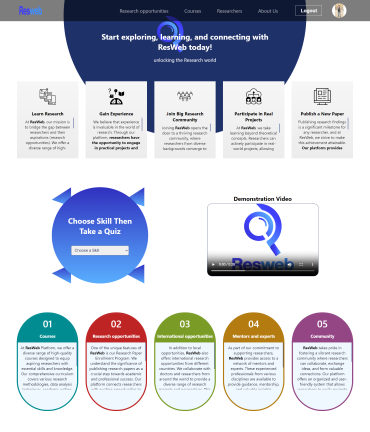 ResWeb
Research opportunities Courses Researchers About Us Logout
Start exploring, learning, and connecting with
ResWeb today!
unlocking the Research world
Learn Research
At ResWeb, our mission is
to bridge the gap between
researchers and their
aspirations (research
opportunities). We offer a
diverse range of high-
Gain Experience
We believe that experience
is invaluable in the world of
research. Through our
platform, researchers have
the opportunity to engage
in practical projects and
Join Big Research
Community
Joining ResWeb opens the
door to a thriving research
community, where
researchers from diverse
backgrounds converge to
Participate in Real
Projects
At ResWeb, we take
learning beyond theoretical
concepts. Researchers can
actively participate in real-
world projects, allowing
Publish a New Paper
Publishing research findings
is a significant milestone for
any researcher, and at
ResWeb, we strive to make
this achievement attainable.
Our platform provides
Choose Skill Then
Take a Quiz
Choose a Skill
Demonstration Video
Resweb
01
Courses
At ResWeb Platform, we offer a
diverse range of high-quality
courses designed to equip
aspiring researchers with
essential skills and knowledge.
Our comprehensive curriculum
covers various research
methodologies, data analysis
02
Research opportunities
One of the unique features of
ResWeb is our Research Paper
Enrollment Program. We
understand the significance of
publishing research papers as a
crucial step towards academic
and professional success. Our
platform connects researchers
03
International opportunities
In addition to local
opportunities, ResWeb also
offers international research
opportunities from different
countries. We collaborate with
doctors and researchers from
around the world to provide a
diverse range of research
04
Mentors and experts
As part of our commitment to
supporting researchers,
ResWeb provides access to a
network of mentors and
experts. These experienced
professionals from various
disciplines are available to
provide guidance, mentorship,
05
Community
ResWeb takes pride in
fostering a vibrant research
community where researchers
can collaborate, exchange
ideas, and form valuable
connections. Our platform
offers an organized and user-
friendly system that allows